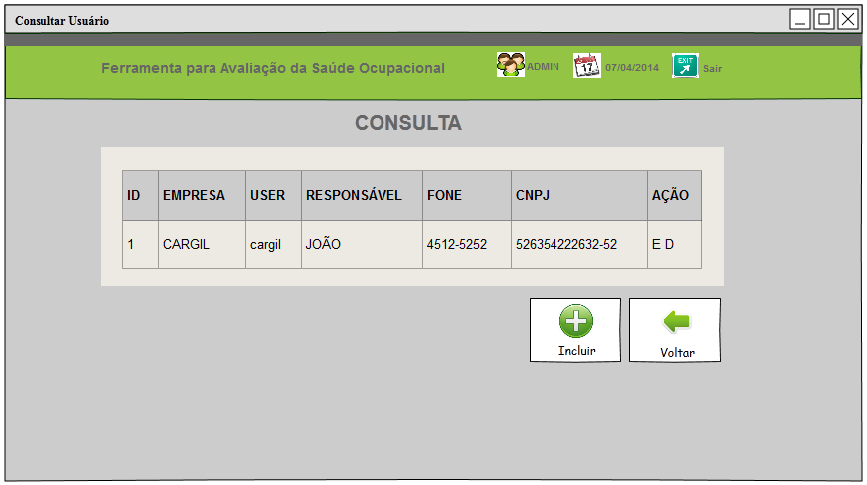 Consultar Usuário
Ferramenta para Avaliação da Saúde Ocupacional ADMIN 17 07/04/2014 EXIT Sair
CONSULTA
ID EMPRESA USER RESPONSÁVEL FONE CNPJ AÇÃO
1 CARGIL cargil JOÃO 4512-5252 526354222632-52 E D
Incluir Voltar